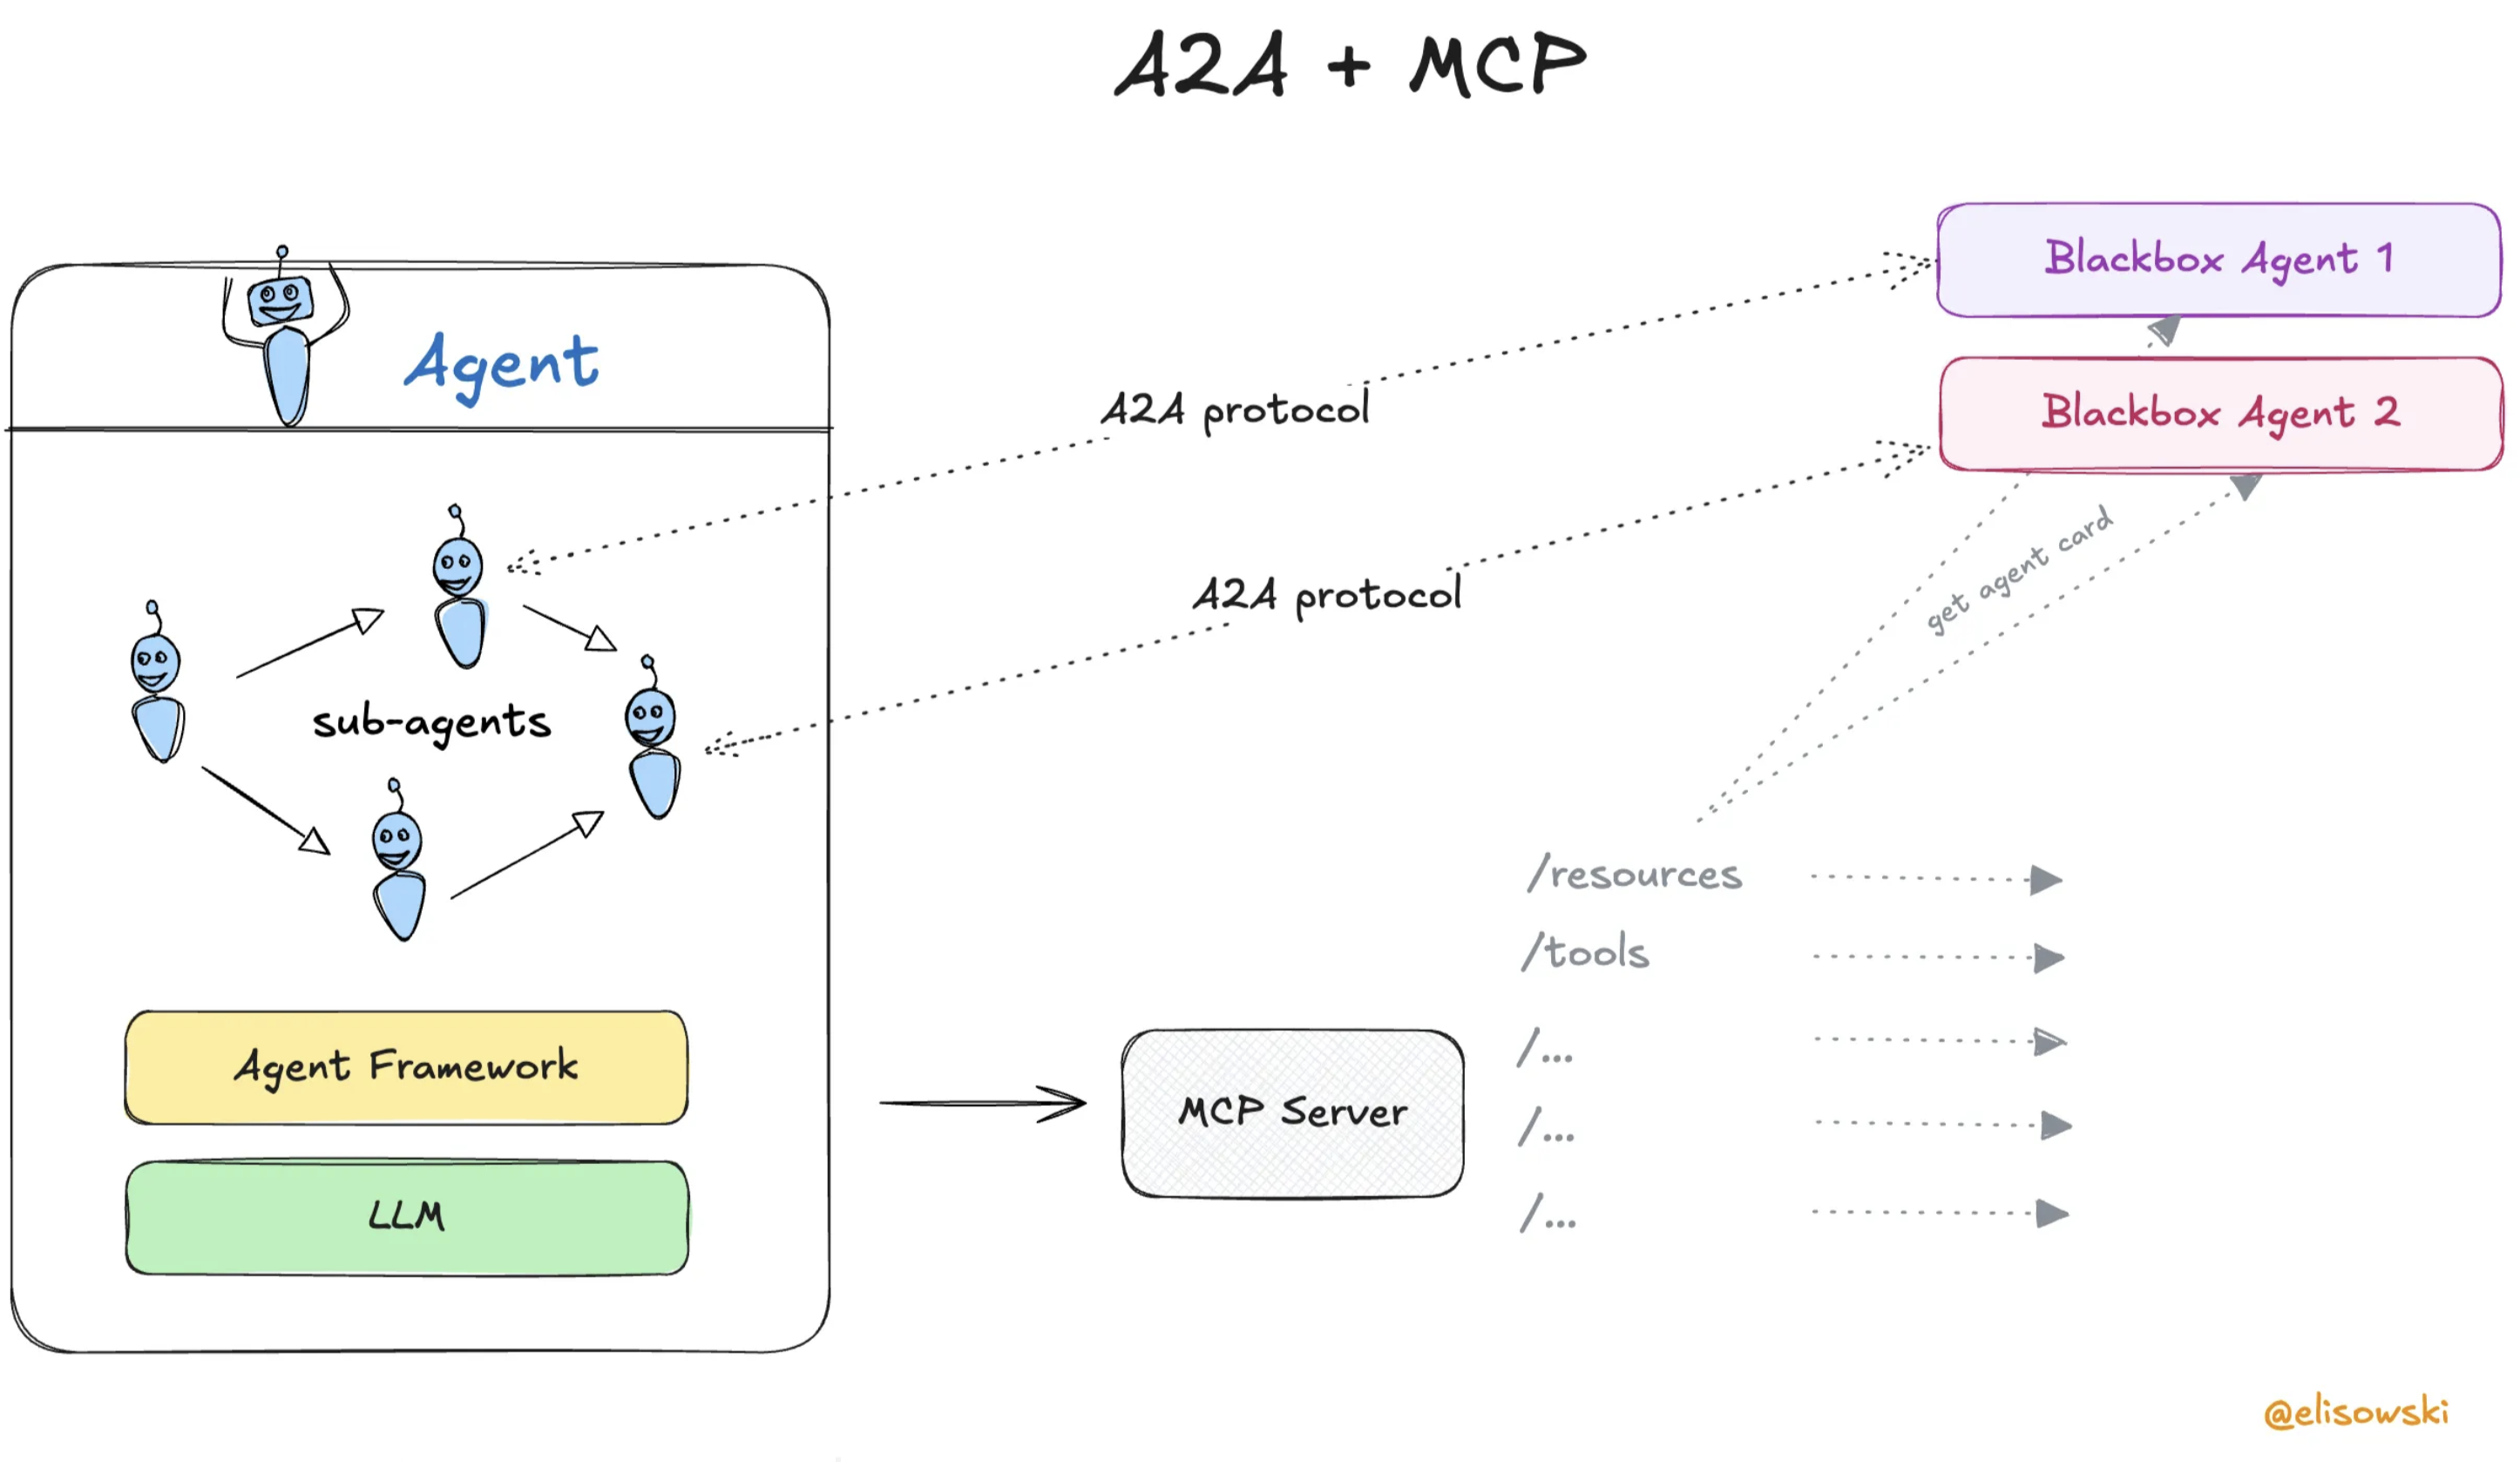 A2A + MCP
Agent
Blackbox Agent 1
Blackbox Agent 2
A2A protocol
A2A protocol
get agent card
sub-agents
/resources
/tools
/...
/...
/...
Agent Framework
MCP Server
LLM
@elisowski